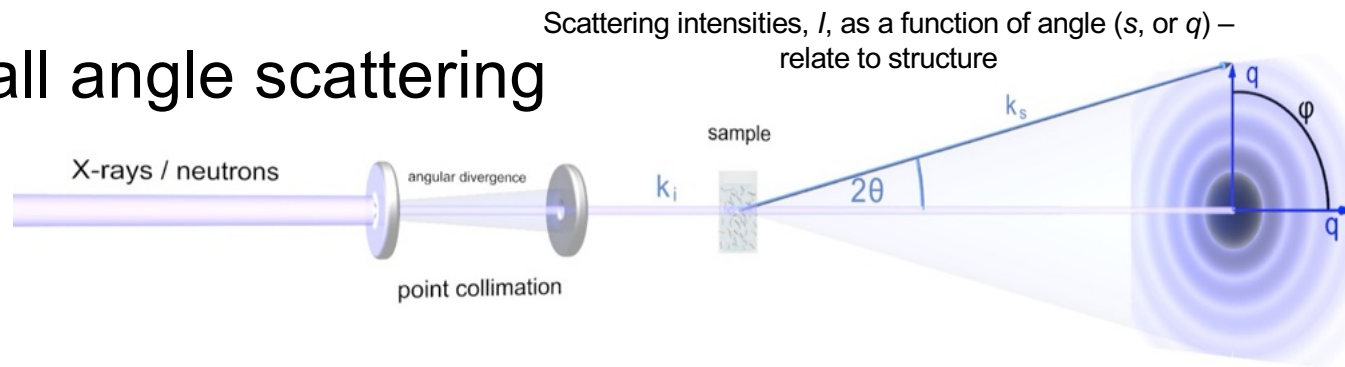 Scattering intensities, I, as a function of angle (s, or q) –
relate to structure
all angle scattering
X-rays / neutrons
angular divergence
point collimation
k i
sample
k s
2θ
q
φ
q